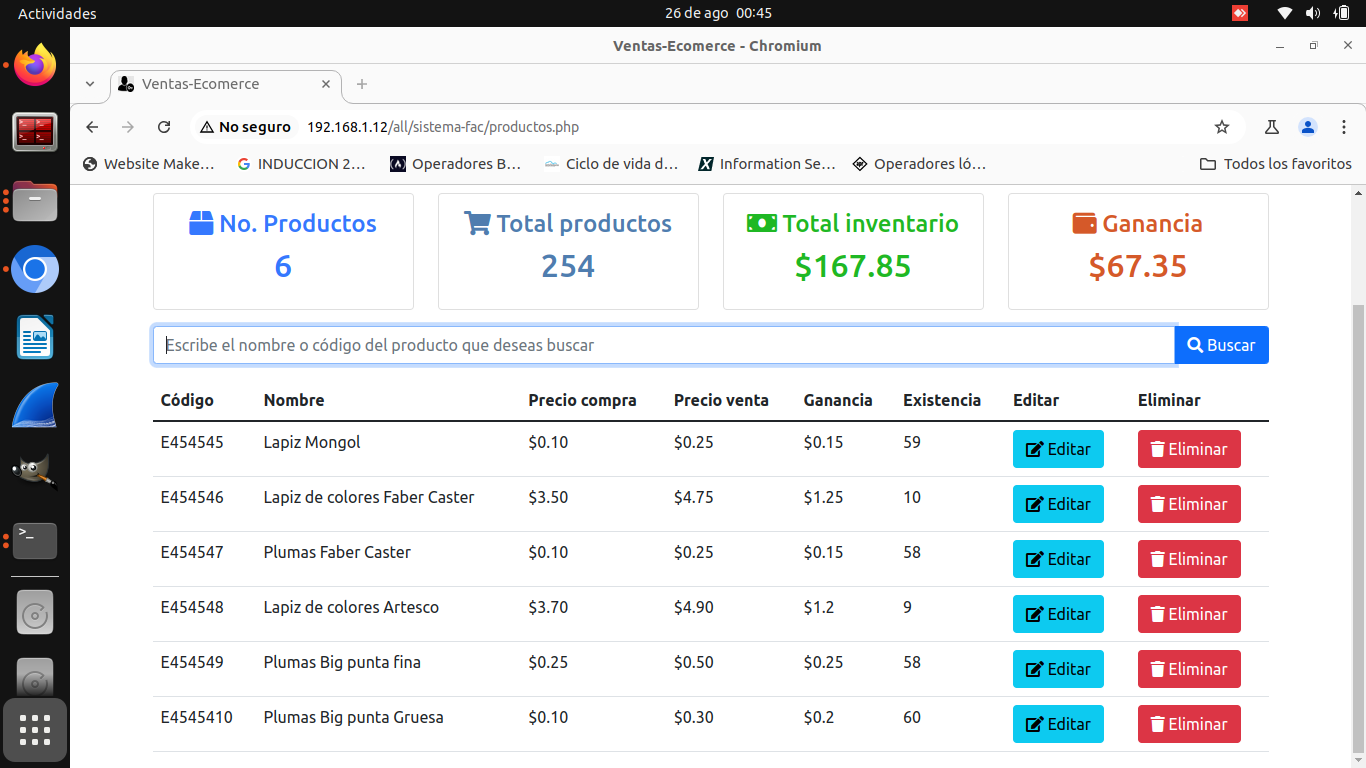 Actividades
26 de ago 00:45
Ventas-Ecomerce - Chromium
Ventas-Ecomerce
No seguro
192.168.1.12/all/sistema-fac/productos.php
Website Make…
INDUCCION 2…
Operadores B…
Ciclo de vida d…
Information Se…
Operadores ló…
Todos los favoritos
No. Productos
6
Total productos
254
Total inventario
$167.85
Ganancia
$67.35
Escribe el nombre o código del producto que deseas buscar
Buscar
Código Nombre Precio compra Precio venta Ganancia Existencia Editar Eliminar
E454545 Lapiz Mongol $0.10 $0.25 $0.15 59 Editar Eliminar
E454546 Lapiz de colores Faber Caster $3.50 $4.75 $1.25 10 Editar Eliminar
E454547 Plumas Faber Caster $0.10 $0.25 $0.15 58 Editar Eliminar
E454548 Lapiz de colores Artesco $3.70 $4.90 $1.2 9 Editar Eliminar
E454549 Plumas Big punta fina $0.25 $0.50 $0.25 58 Editar Eliminar
E4545410 Plumas Big punta Gruesa $0.10 $0.30 $0.2 60 Editar Eliminar